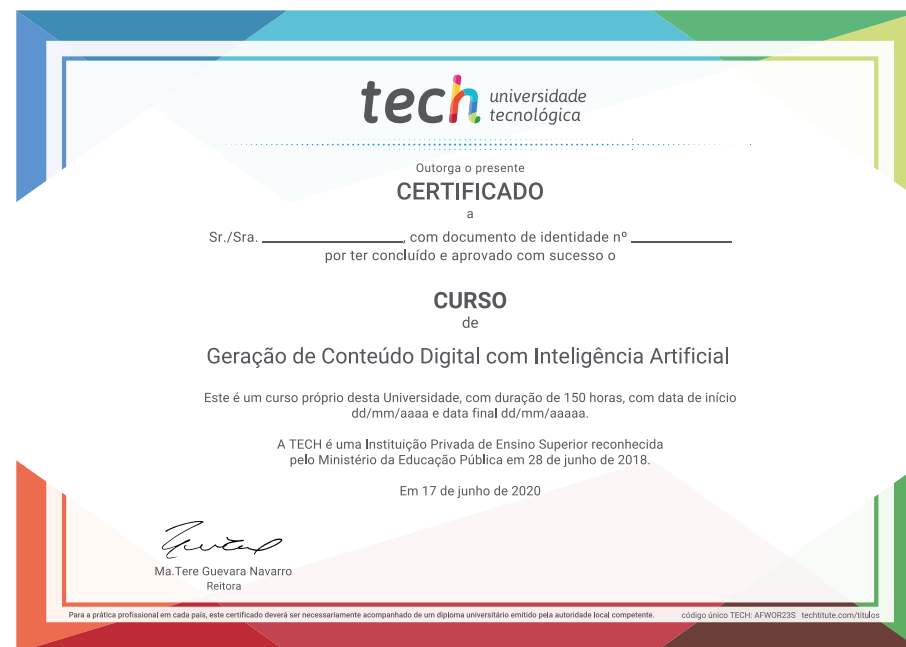 tech universidade
tecnológica
Outorga o presente
CERTIFICADO
a
Sr./Sra. ____________________, com documento de identidade nº ______________
por ter concluído e aprovado com sucesso o
CURSO
de
Geração de Conteúdo Digital com Inteligência Artificial
Este é um curso próprio desta Universidade, com duração de 150 horas, com data de início
dd/mm/aaaa e data final dd/mm/aaaaa.
A TECH é uma Instituição Privada de Ensino Superior reconhecida
pelo Ministério da Educação Pública em 28 de junho de 2018.
Em 17 de junho de 2020
Ma.Tere Guevara Navarro
Reitora
Para a prática profissional em cada país, este certificado deverá ser necessariamente acompanhado de um diploma universitário emitido pela autoridade local competente. código único TECH: AFWOR23S techtitute.com/titulos